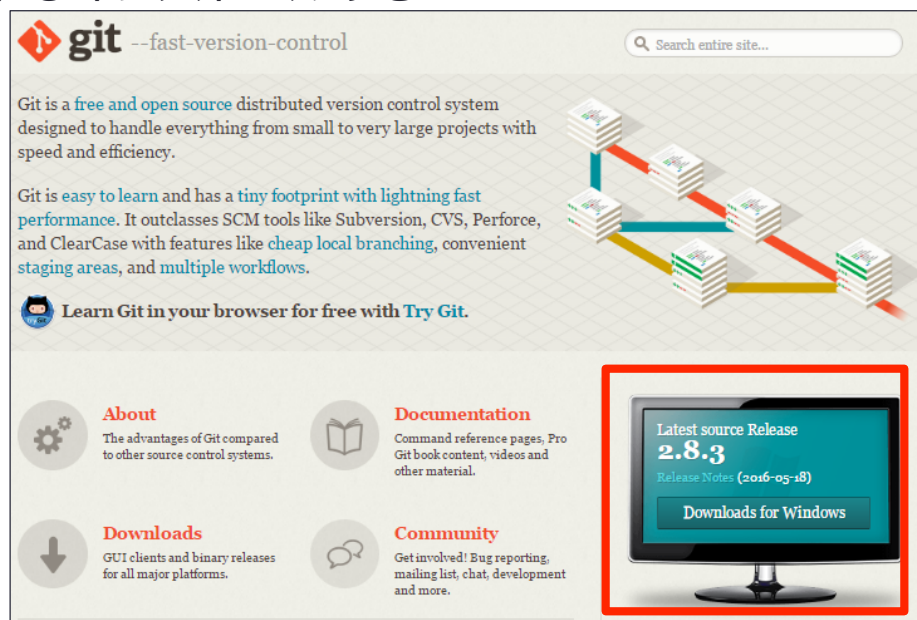 git --fast-version-control
Search entire site...
Git is a free and open source distributed version control system
designed to handle everything from small to very large projects with
speed and efficiency.
Git is easy to learn and has a tiny footprint with lightning fast
performance. It outclasses SCM tools like Subversion, CVS, Perforce,
and ClearCase with features like cheap local branching, convenient
staging areas, and multiple workflows.
Learn Git in your browser for free with Try Git.
About
The advantages of Git compared
to other source control systems.
Documentation
Command reference pages, Pro
Git book content, videos and
other material.
Downloads
GUI clients and binary releases
for all major platforms.
Community
Get involved! Bug reporting,
mailing list, chat, development
and more.
Latest source Release
2.8.3
Release Notes (2016-05-18)
Downloads for Windows